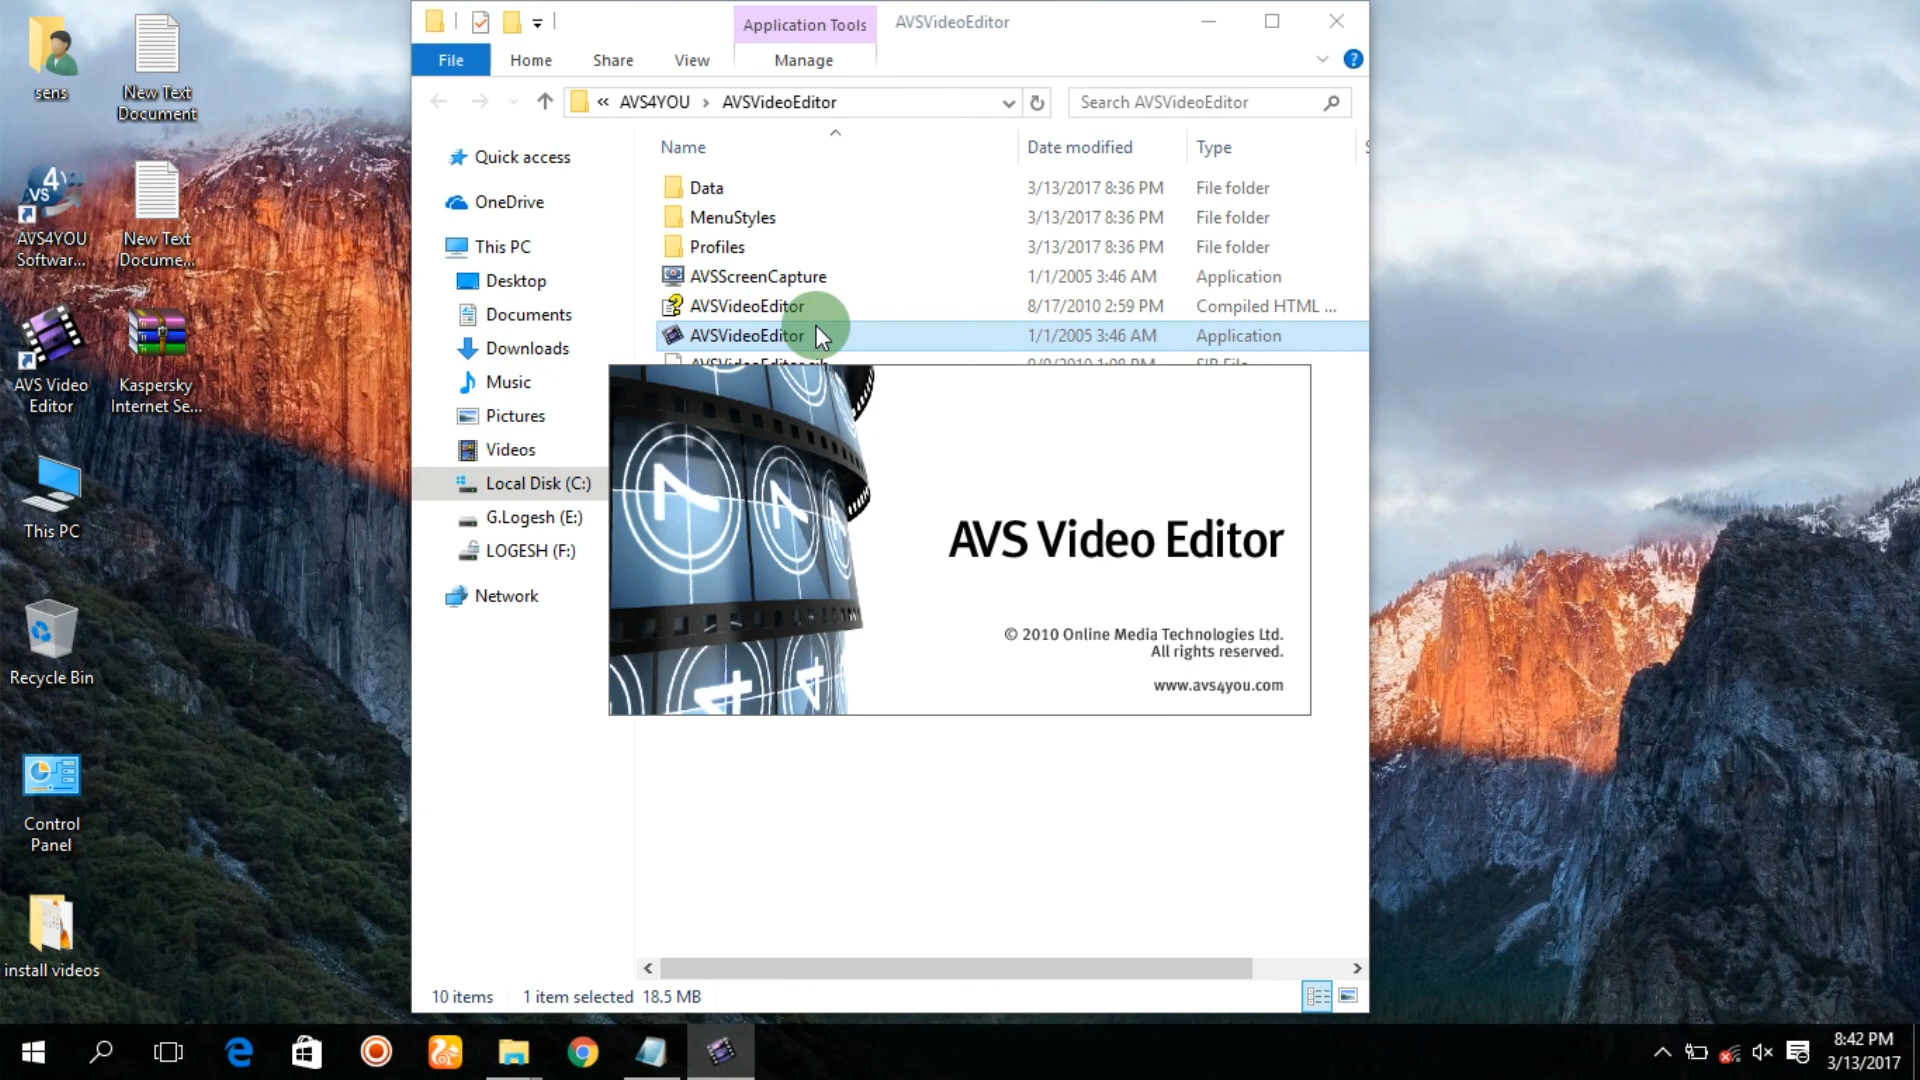 sens
New Text
Document
AVS4YOU
Softwar...
New Text
Docume...
AVS Video
Editor
Kaspersky
Internet Se...
This PC
Recycle Bin
Control
Panel
install videos
Application Tools
AVSVideoEditor
File
Home
Share
View
Manage
« AVS4YOU › AVSVideoEditor
Search AVSVideoEditor
Name
Date modified
Type
Quick access
OneDrive
This PC
Desktop
Documents
Downloads
Music
Pictures
Videos
Local Disk (C:)
G.Logesh (E:)
LOGESH (F:)
Network
Data 3/13/2017 8:36 PM File folder
MenuStyles 3/13/2017 8:36 PM File folder
Profiles 3/13/2017 8:36 PM File folder
AVSScreenCapture 1/1/2005 3:46 AM Application
AVSVideoEditor 8/17/2010 2:59 PM Compiled HTML ...
AVSVideoEditor 1/1/2005 3:46 AM Application
AVS Video Editor
© 2010 Online Media Technologies Ltd.
All rights reserved.
www.avs4you.com
10 items 1 item selected 18.5 MB
8:42 PM
3/13/2017